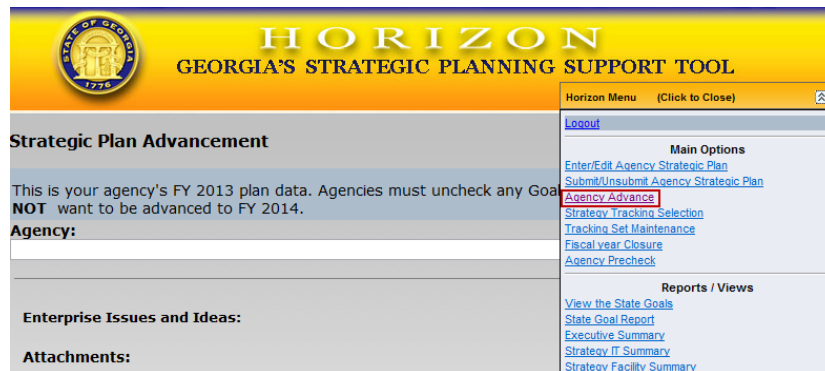 STATE OF GEORGIA
1776
HORIZON
GEORGIA'S STRATEGIC PLANNING SUPPORT TOOL
Horizon Menu (Click to Close)
Logout
Main Options
Enter/Edit Agency Strategic Plan
Submit/Unsubmit Agency Strategic Plan
Agency Advance
Strategy Tracking Selection
Tracking Set Maintenance
Fiscal year Closure
Agency Precheck
Reports / Views
View the State Goals
State Goal Report
Executive Summary
Strategy IT Summary
Strategy Facility Summary
Strategic Plan Advancement
This is your agency's FY 2013 plan data. Agencies must uncheck any Goal
NOT want to be advanced to FY 2014.
Agency:
Enterprise Issues and Ideas:
Attachments: